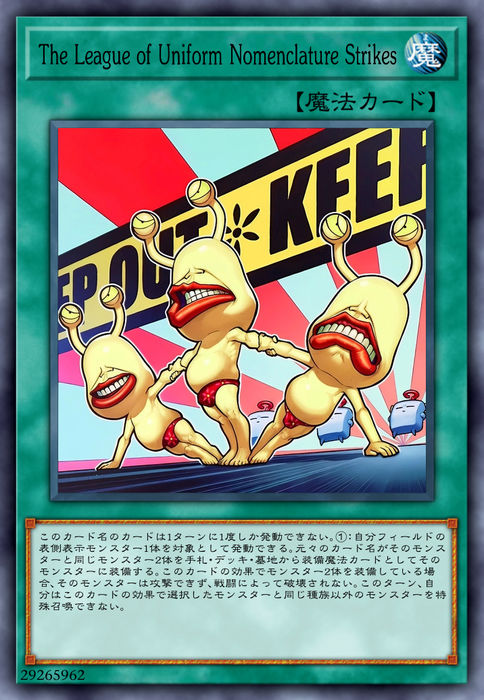 The League of Uniform Nomenclature Strikes
魔
【魔法カード】
KEEP
EP OUT
このカード名のカードは1ターンに1度しか発動できない。①:自分フィールドの
表側表示モンスター1体を対象として発動できる。元々のカード名がそのモンス
ターと同じモンスター2体を手札・デッキ・墓地から装備魔法カードとしてそのモ
ンスターに装備する。このカードの効果でモンスター2体を装備している場
合、そのモンスターは攻撃できず、戦闘によって破壊されない。このターン、自
分はこのカードの効果で選択したモンスターと同じ種族以外のモンスターを特
殊召喚できない。
29265962